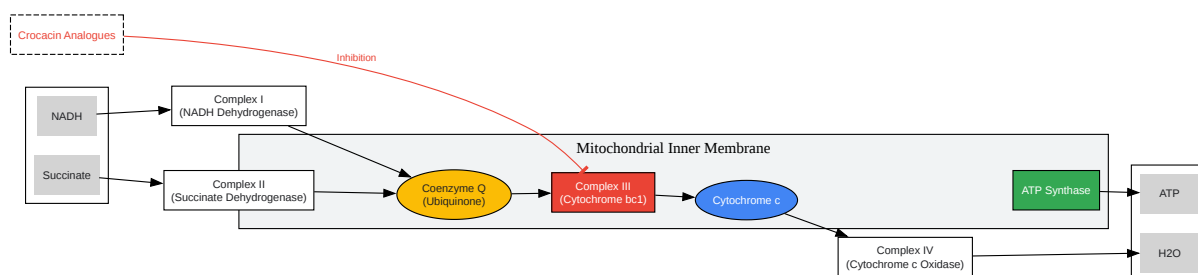 Crocacin Analogues
Inhibition
NADH
Complex I
(NADH Dehydrogenase)
Mitochondrial Inner Membrane
Succinate
Complex II
(Succinate Dehydrogenase)
Coenzyme Q
(Ubiquinone)
Complex III
(Cytochrome bc1)
Cytochrome c
ATP Synthase
ATP
Complex IV
(Cytochrome c Oxidase)
H2O